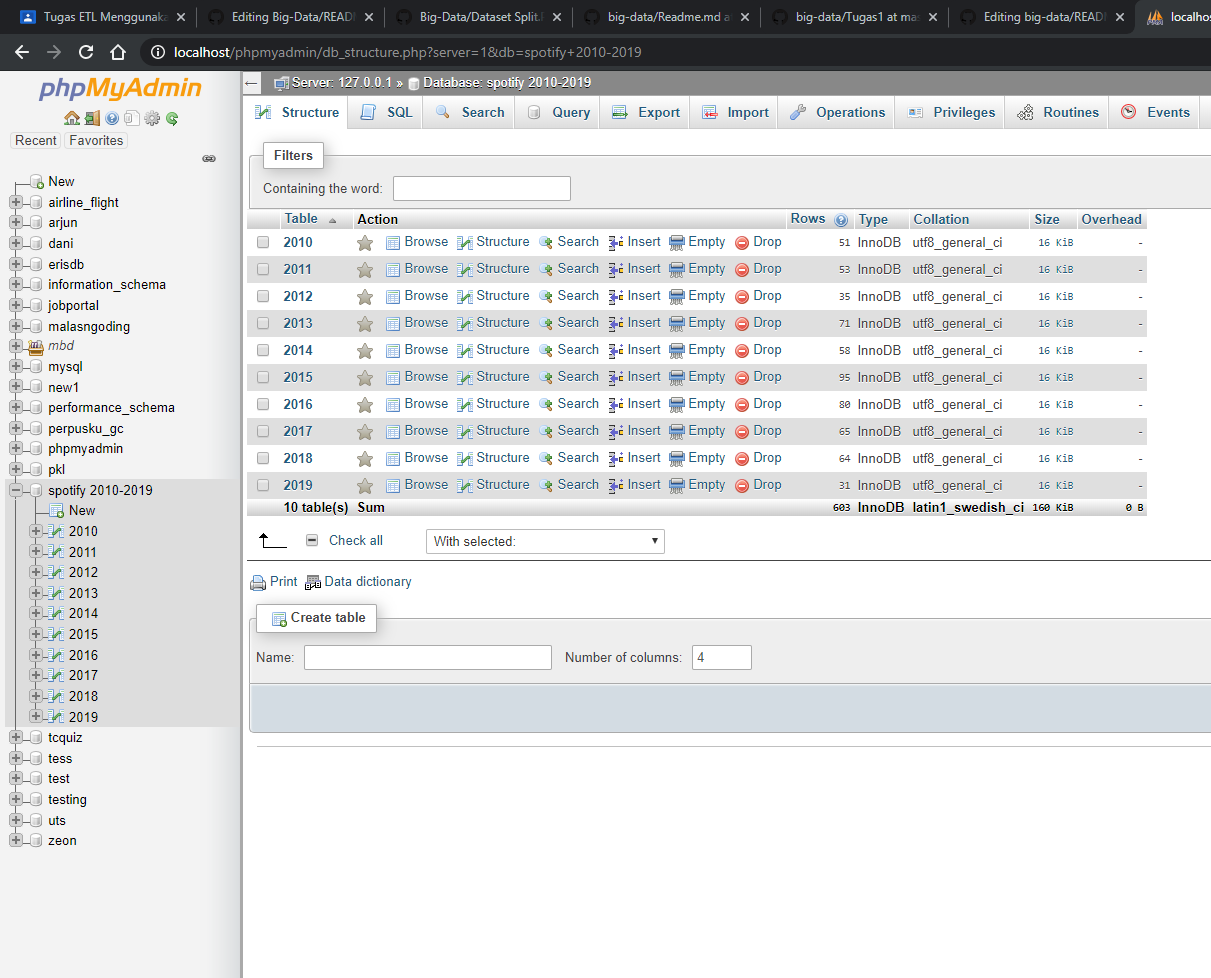 Tugas ETL Menggunaka
Editing Big-Data/READ
Big-Data/Dataset Split.
big-data/Readme.md a
big-data/Tugas1 at mas
Editing big-data/READ
localho
localhost/phpmyadmin/db_structure.php?server=1&db=spotify+2010-2019
phpMyAdmin
Recent Favorites
New
airline_flight
arjun
dani
erisdb
information_schema
jobportal
malasngoding
mbd
mysql
new1
performance_schema
perpusku_gc
phpmyadmin
pkl
spotify 2010-2019
New
2010
2011
2012
2013
2014
2015
2016
2017
2018
2019
tcquiz
tess
test
testing
uts
zeon
Server: 127.0.0.1 » Database: spotify 2010-2019
Structure SQL Search Query Export Import Operations Privileges Routines Events
Filters
Containing the word:
Table Action Rows Type Collation Size Overhead
2010 Browse Structure Search Insert Empty Drop 51 InnoDB utf8_general_ci 16 KiB -
2011 Browse Structure Search Insert Empty Drop 53 InnoDB utf8_general_ci 16 KiB -
2012 Browse Structure Search Insert Empty Drop 35 InnoDB utf8_general_ci 16 KiB -
2013 Browse Structure Search Insert Empty Drop 71 InnoDB utf8_general_ci 16 KiB -
2014 Browse Structure Search Insert Empty Drop 58 InnoDB utf8_general_ci 16 KiB -
2015 Browse Structure Search Insert Empty Drop 95 InnoDB utf8_general_ci 16 KiB -
2016 Browse Structure Search Insert Empty Drop 80 InnoDB utf8_general_ci 16 KiB -
2017 Browse Structure Search Insert Empty Drop 65 InnoDB utf8_general_ci 16 KiB -
2018 Browse Structure Search Insert Empty Drop 64 InnoDB utf8_general_ci 16 KiB -
2019 Browse Structure Search Insert Empty Drop 31 InnoDB utf8_general_ci 16 KiB -
10 table(s) Sum 603 InnoDB latin1_swedish_ci 160 KiB 0 B
Check all With selected:
Print Data dictionary
Create table
Name: Number of columns: 4